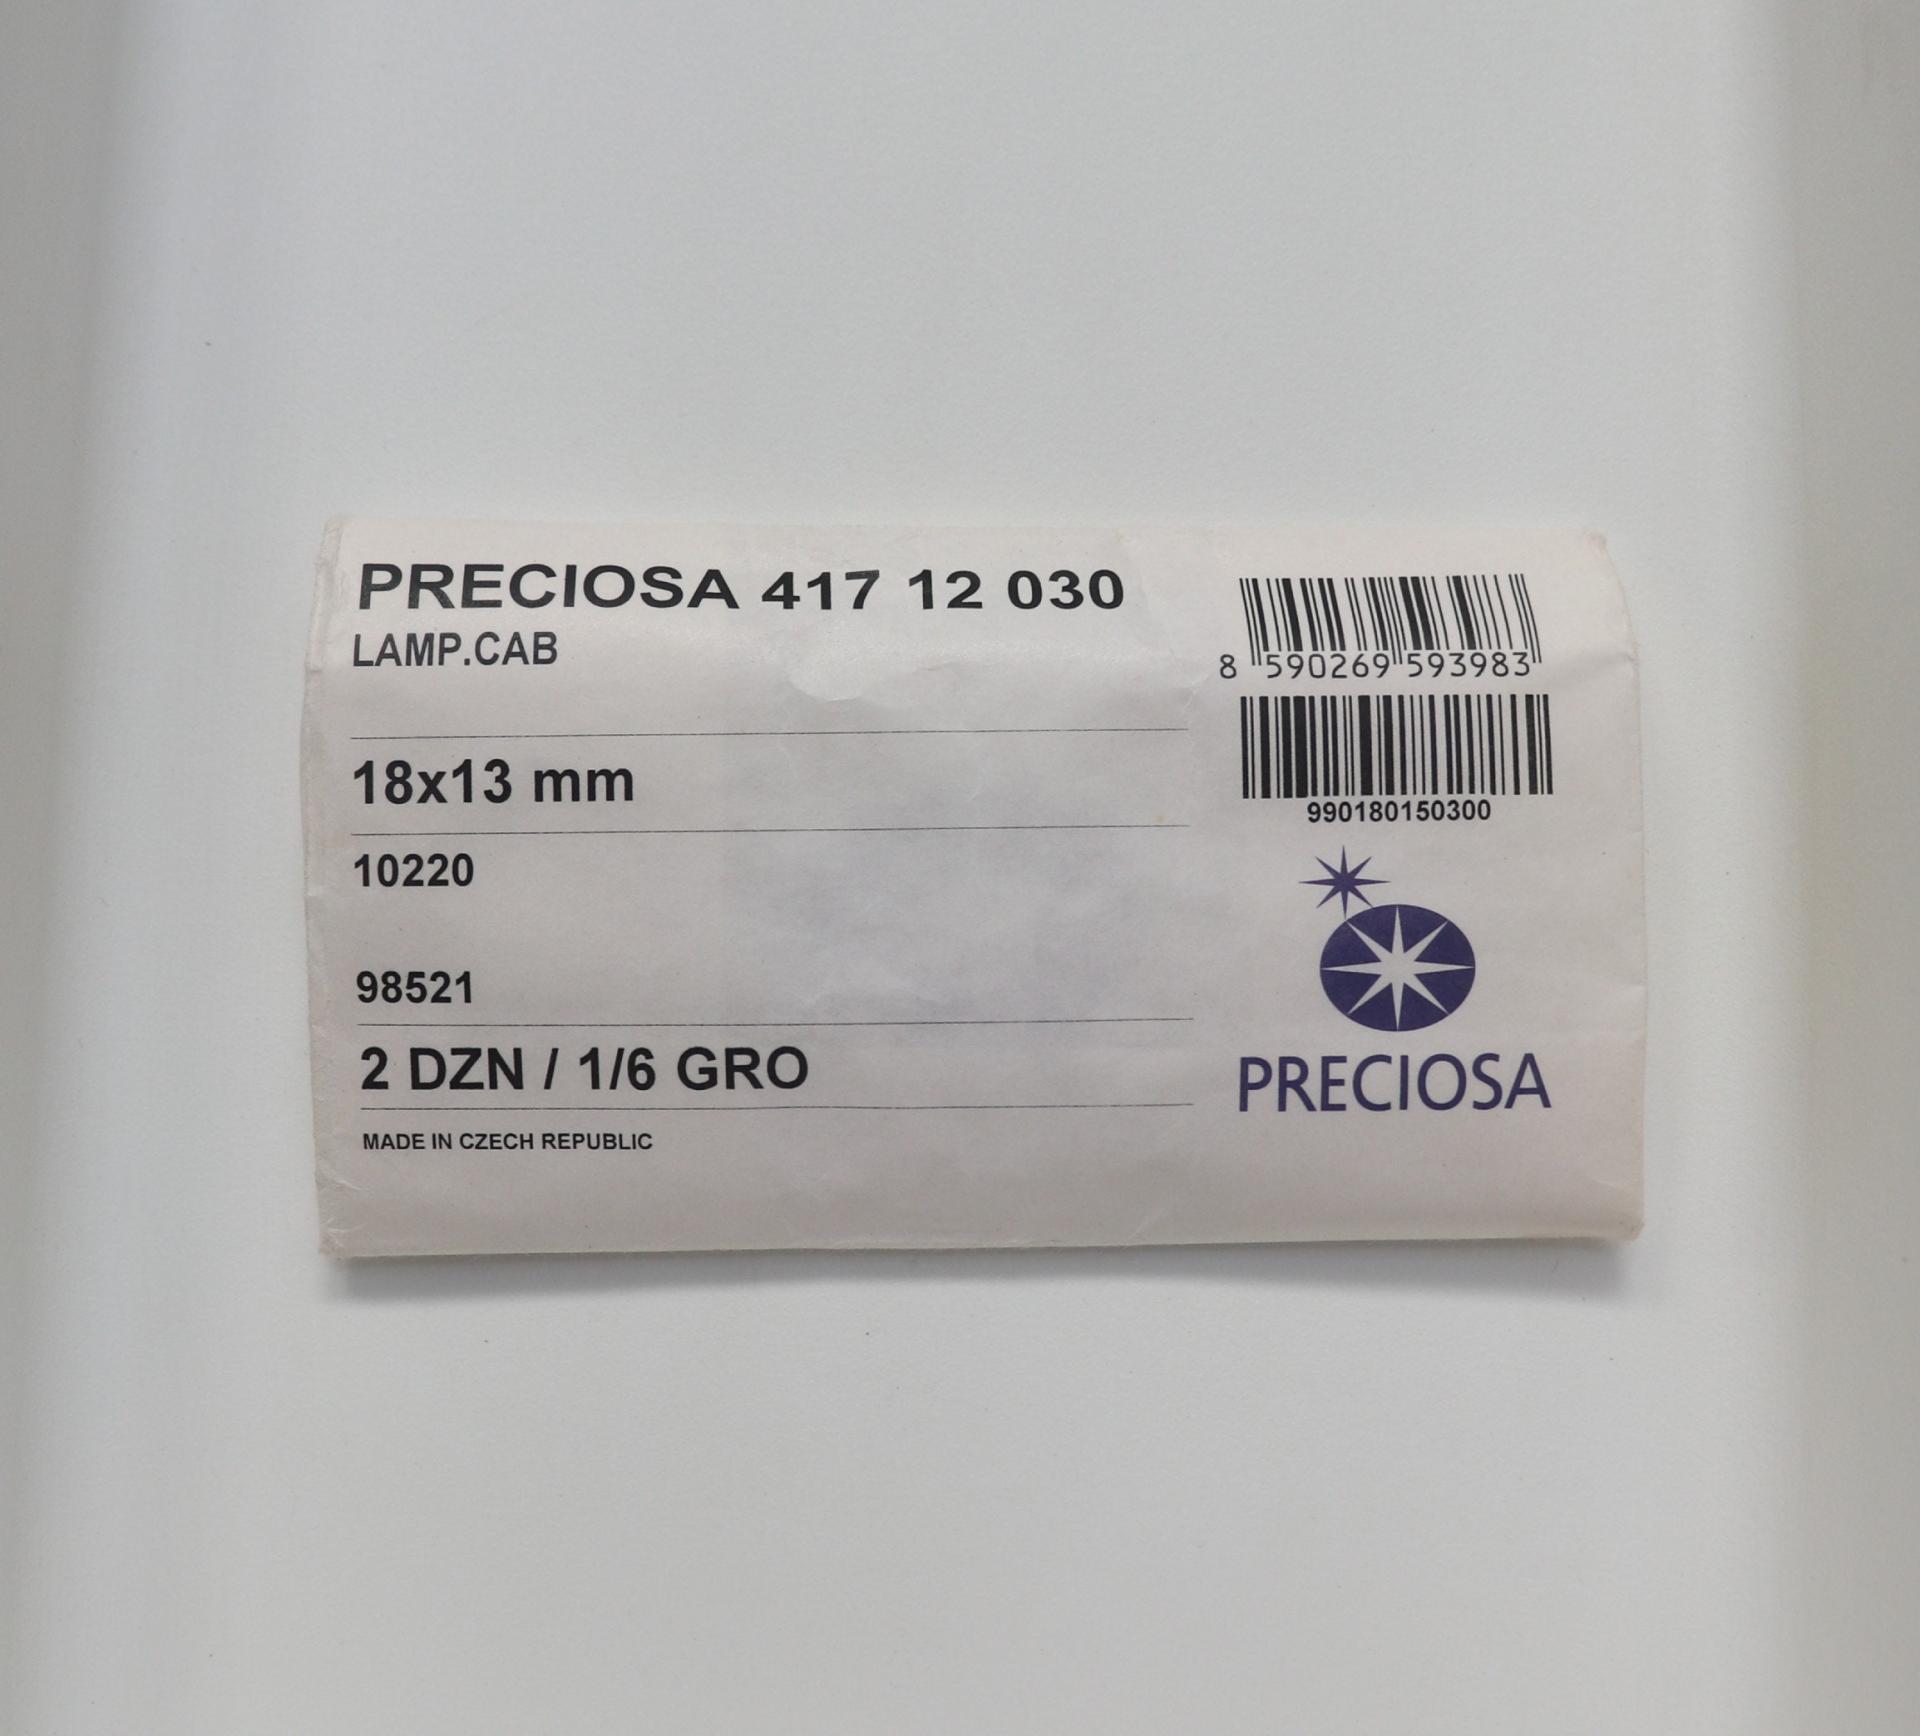 PRECIOSA 417 12 030
LAMP.CAB
18x13 mm
10220
98521
2 DZN / 1/6 GRO
MADE IN CZECH REPUBLIC
8 590269 593983
990180150300
PRECIOSA